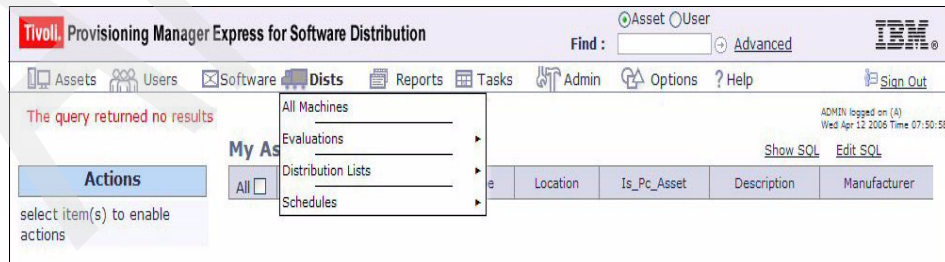 Asset User
Tivoli. Provisioning Manager Express for Software Distribution
Find : Advanced
IBM®
Assets Users Software Dists Reports Tasks Admin Options ? Help Sign Out
The query returned no results
ADMIN logged on (A)
Wed Apr 12 2006 Time 07:50:58
All Machines
Evaluations
Distribution Lists
Schedules
My As
Show SQL Edit SQL
Actions
All Location Is_Pc_Asset Description Manufacturer
select item(s) to enable
actions